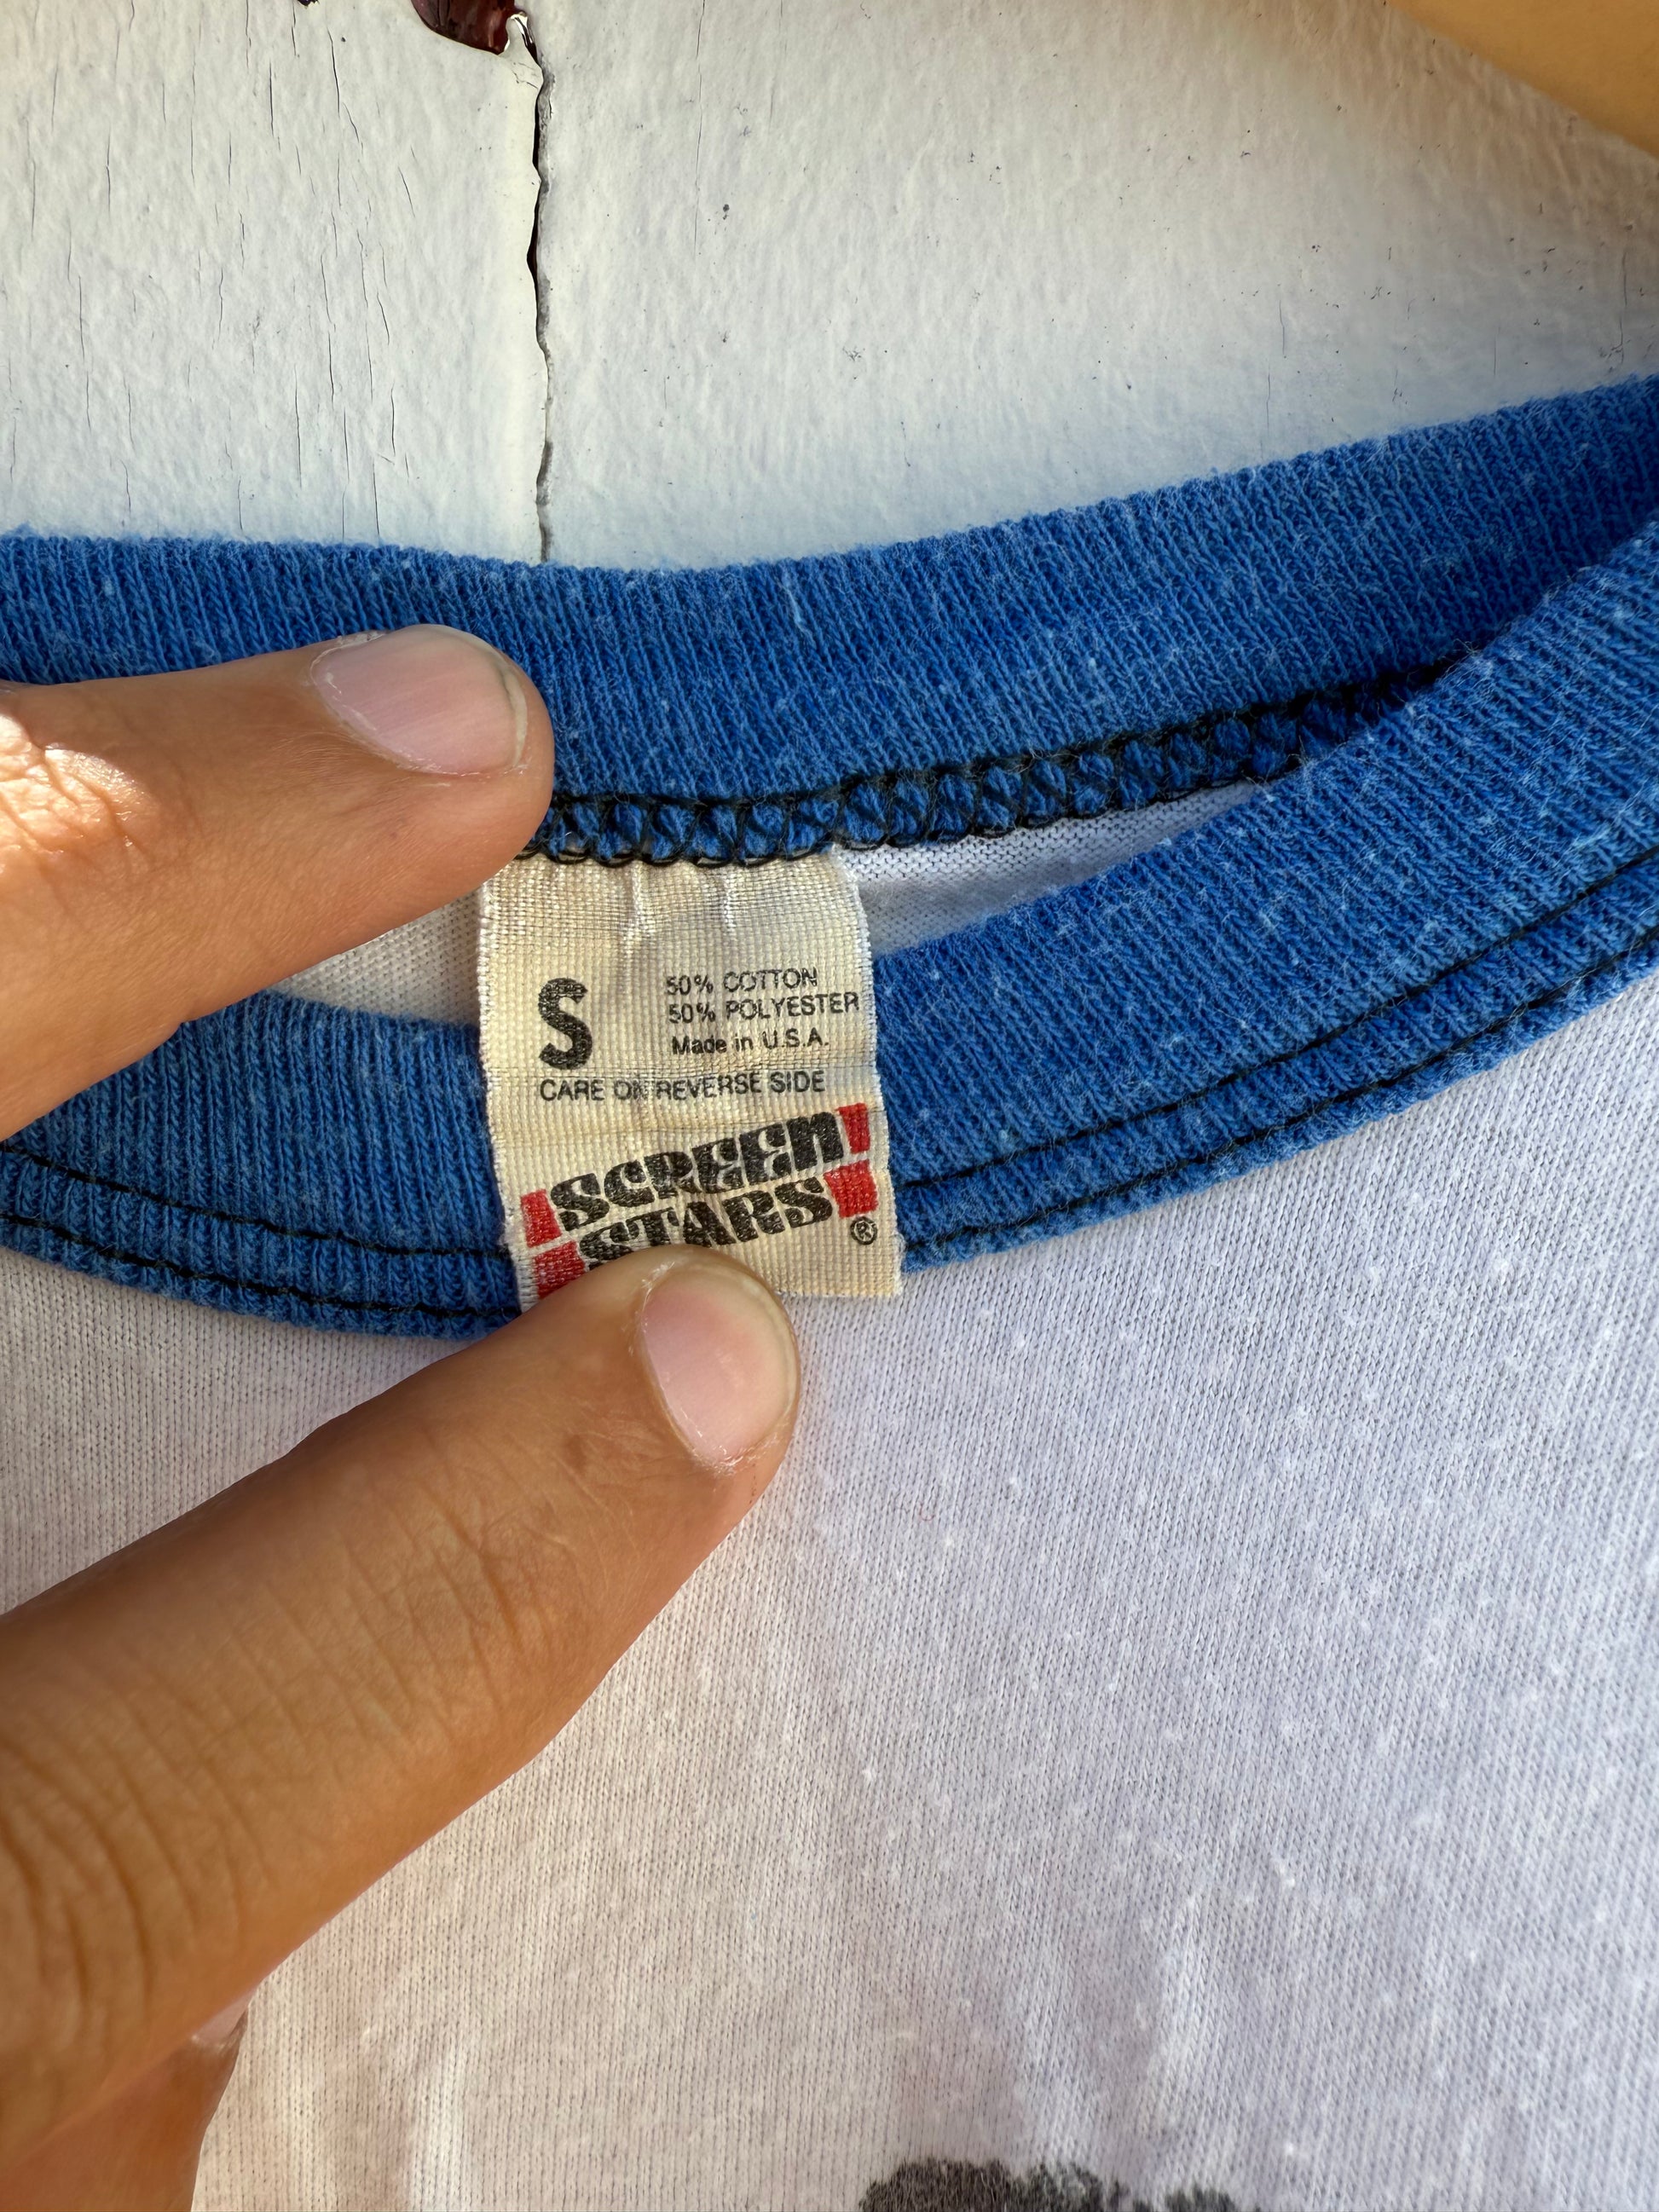 S
50% COTTON
50% POLYESTER
Made in U.S.A.
CARE ON REVERSE SIDE
SCREEN
STARS®